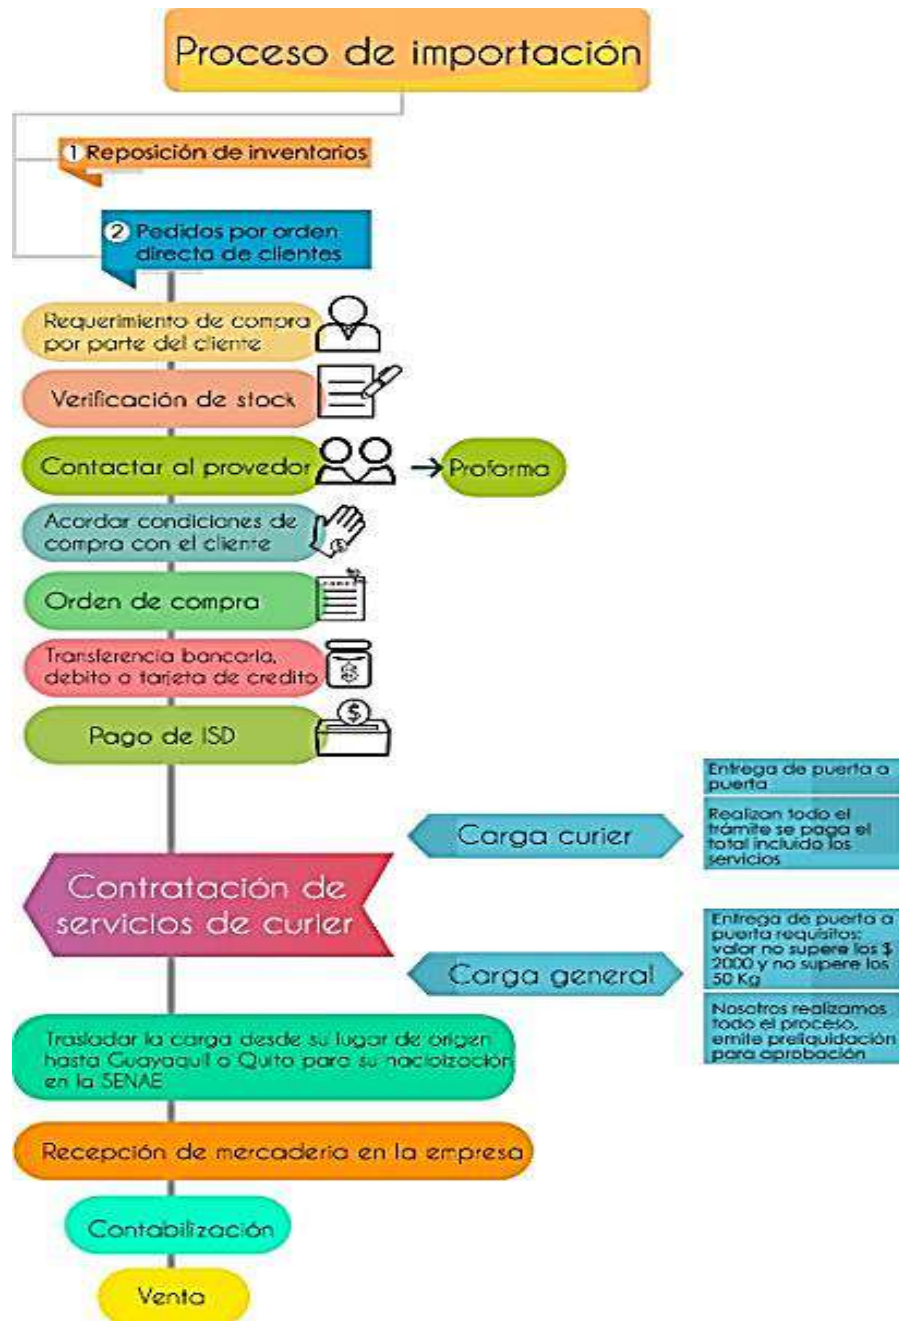 Proceso de importación
1 Reposición de inventarios
2 Pedidos por orden
directa de clientes
Requerimiento de compra
por parte del cliente
Verificación de stock
Contactar al provedor
Proforma
Acordar condiciones de
compra con el cliente
Orden de compra
Transferencia bancaria,
debito a tarjeta de credito
Pago de ISD
Entrega de puerta a
puerta
Carga curier
Realizan todo el
trámite se paga el
total incluido los
servicios
Contratación de
servicios de curier
Carga general
Entrega de puerta a
puerta requisitos:
valor no supere los $
2000 y no supere los
50 Kg
Nosotros realizamos
todo el proceso,
emite preliquidación
para aprobación
Trasladar la carga desde su lugar de origen
hasta Guayaquil o Quito para su nacioización
en la SENAE
Recepción de mercaderia en la empresa
Contabilización
Venta